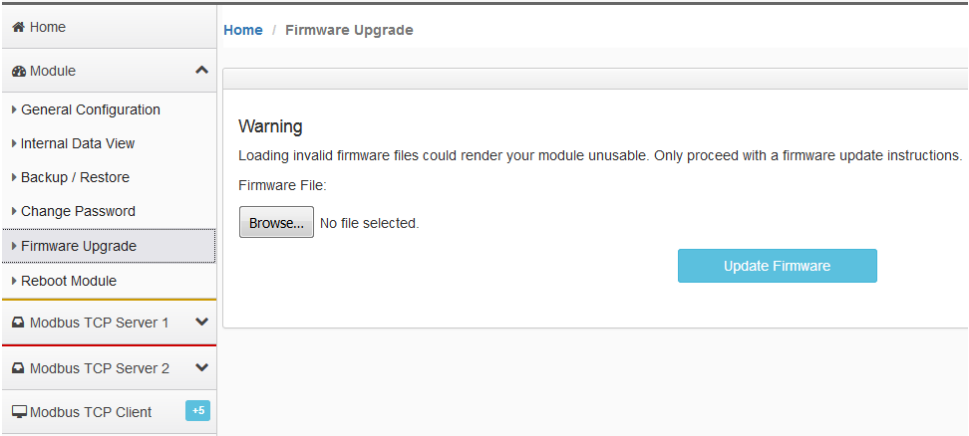 Home
Module
General Configuration
Internal Data View
Backup / Restore
Change Password
Firmware Upgrade
Reboot Module
Modbus TCP Server 1
Modbus TCP Server 2
Modbus TCP Client +5
Home / Firmware Upgrade
Warning
Loading invalid firmware files could render your module unusable. Only proceed with a firmware update instructions.
Firmware File:
Browse... No file selected.
Update Firmware